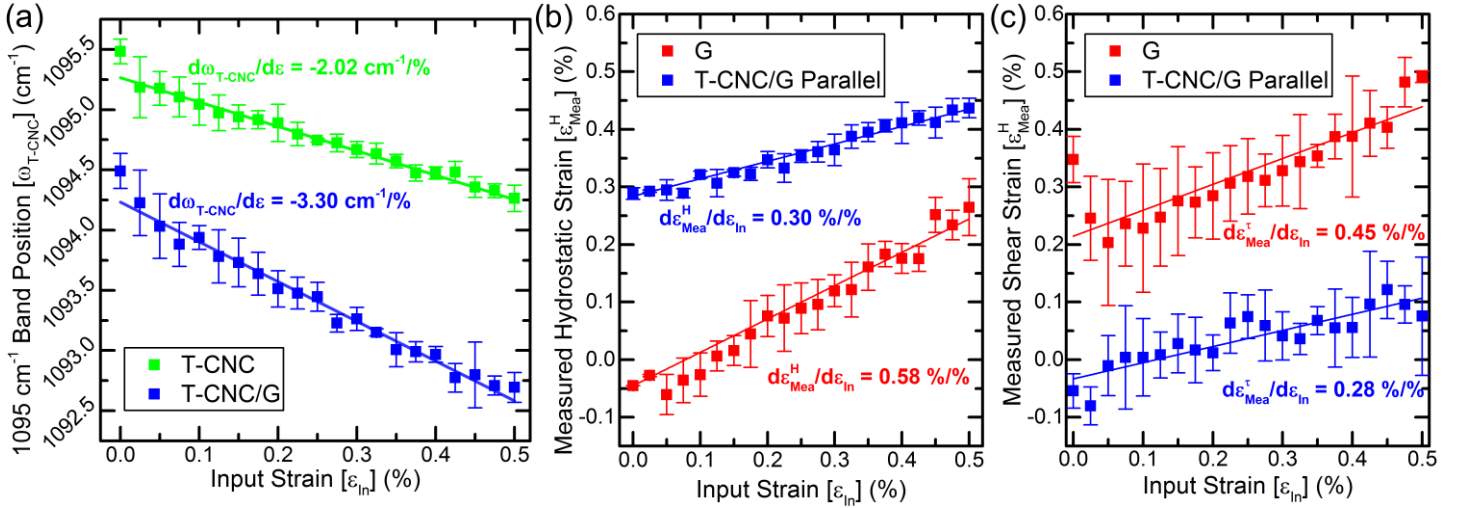 (a)
1095 cm⁻¹ Band Position [ω_T-CNC] (cm⁻¹)
1095.5
1095.0
1094.5
1094.0
1093.5
1093.0
1092.5
dω_T-CNC/dε = -2.02 cm⁻¹/%
dω_T-CNC/dε = -3.30 cm⁻¹/%
T-CNC
T-CNC/G
0.0 0.1 0.2 0.3 0.4 0.5
Input Strain [ε_In] (%)
(b)
Measured Hydrostatic Strain [ε^H_Mea] (%)
0.6
0.5
0.4
0.3
0.2
0.1
0.0
-0.1
G
T-CNC/G Parallel
dε^H_Mea/dε_In = 0.30 %/%
dε^H_Mea/dε_In = 0.58 %/%
0.0 0.1 0.2 0.3 0.4 0.5
Input Strain [ε_In] (%)
(c)
Measured Shear Strain [ε^H_Mea] (%)
0.6
0.5
0.4
0.3
0.2
0.1
0.0
-0.1
G
T-CNC/G Parallel
dε^τ_Mea/dε_In = 0.45 %/%
dε^τ_Mea/dε_In = 0.28 %/%
0.0 0.1 0.2 0.3 0.4 0.5
Input Strain [ε_In] (%)